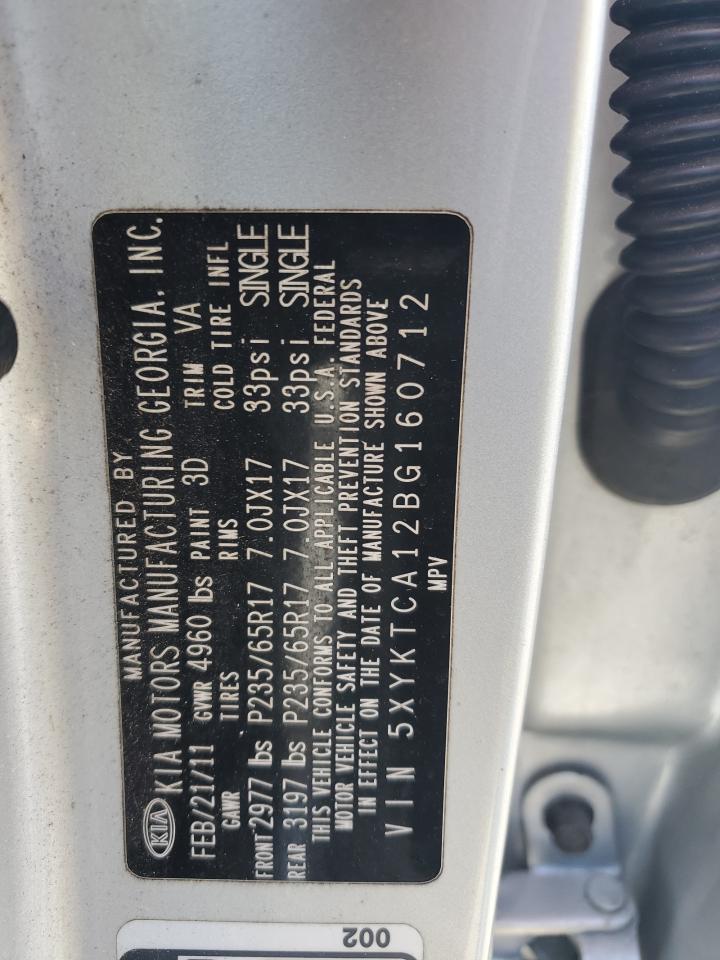 MANUFACTURED BY
KIA KIA MOTORS MANUFACTURING GEORGIA, INC.
FEB/21/11 GVWR 4960 lbs PAINT 3D TRIM VA
GAWR TIRES RIMS COLD TIRE INFL
FRONT 2977 lbs P235/65R17 7.0JX17 33psi SINGLE
REAR 3197 lbs P235/65R17 7.0JX17 33psi SINGLE
THIS VEHICLE CONFORMS TO ALL APPLICABLE U.S.A. FEDERAL
MOTOR VEHICLE SAFETY AND THEFT PREVENTION STANDARDS
IN EFFECT ON THE DATE OF MANUFACTURE SHOWN ABOVE
MPV
VIN 5XYKTCA12BG160712
002